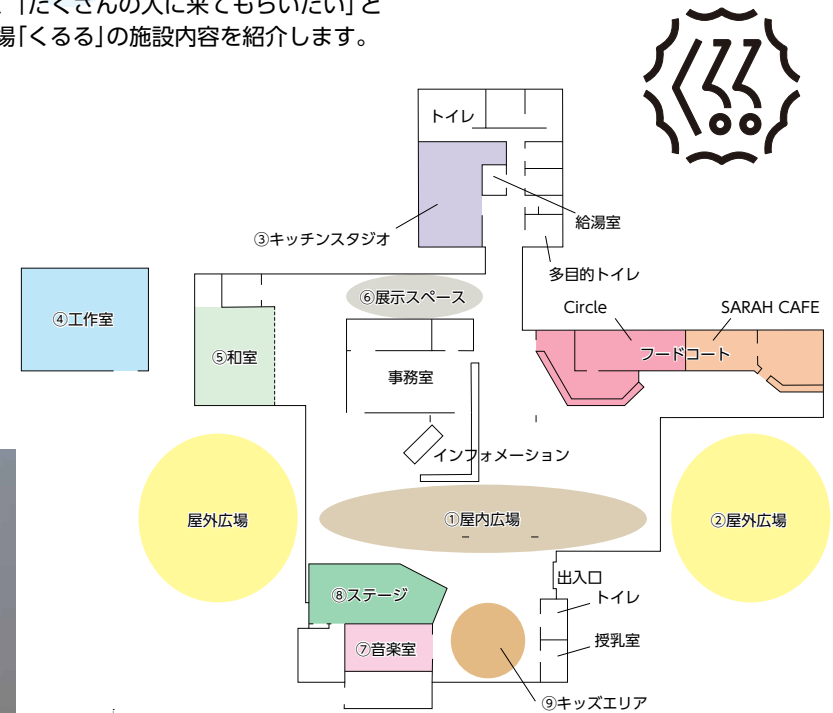 「たくさんの人に来てもらいたい」と
場「くるる」の施設内容を紹介します。
くるる
トイレ
給湯室
③キッチンスタジオ
多目的トイレ
⑥展示スペース
Circle
SARAH CAFE
④工作室
フードコート
⑤和室
事務室
インフォメーション
屋外広場
①屋内広場
②屋外広場
出入口
トイレ
⑧ステージ
授乳室
⑦音楽室
⑨キッズエリア